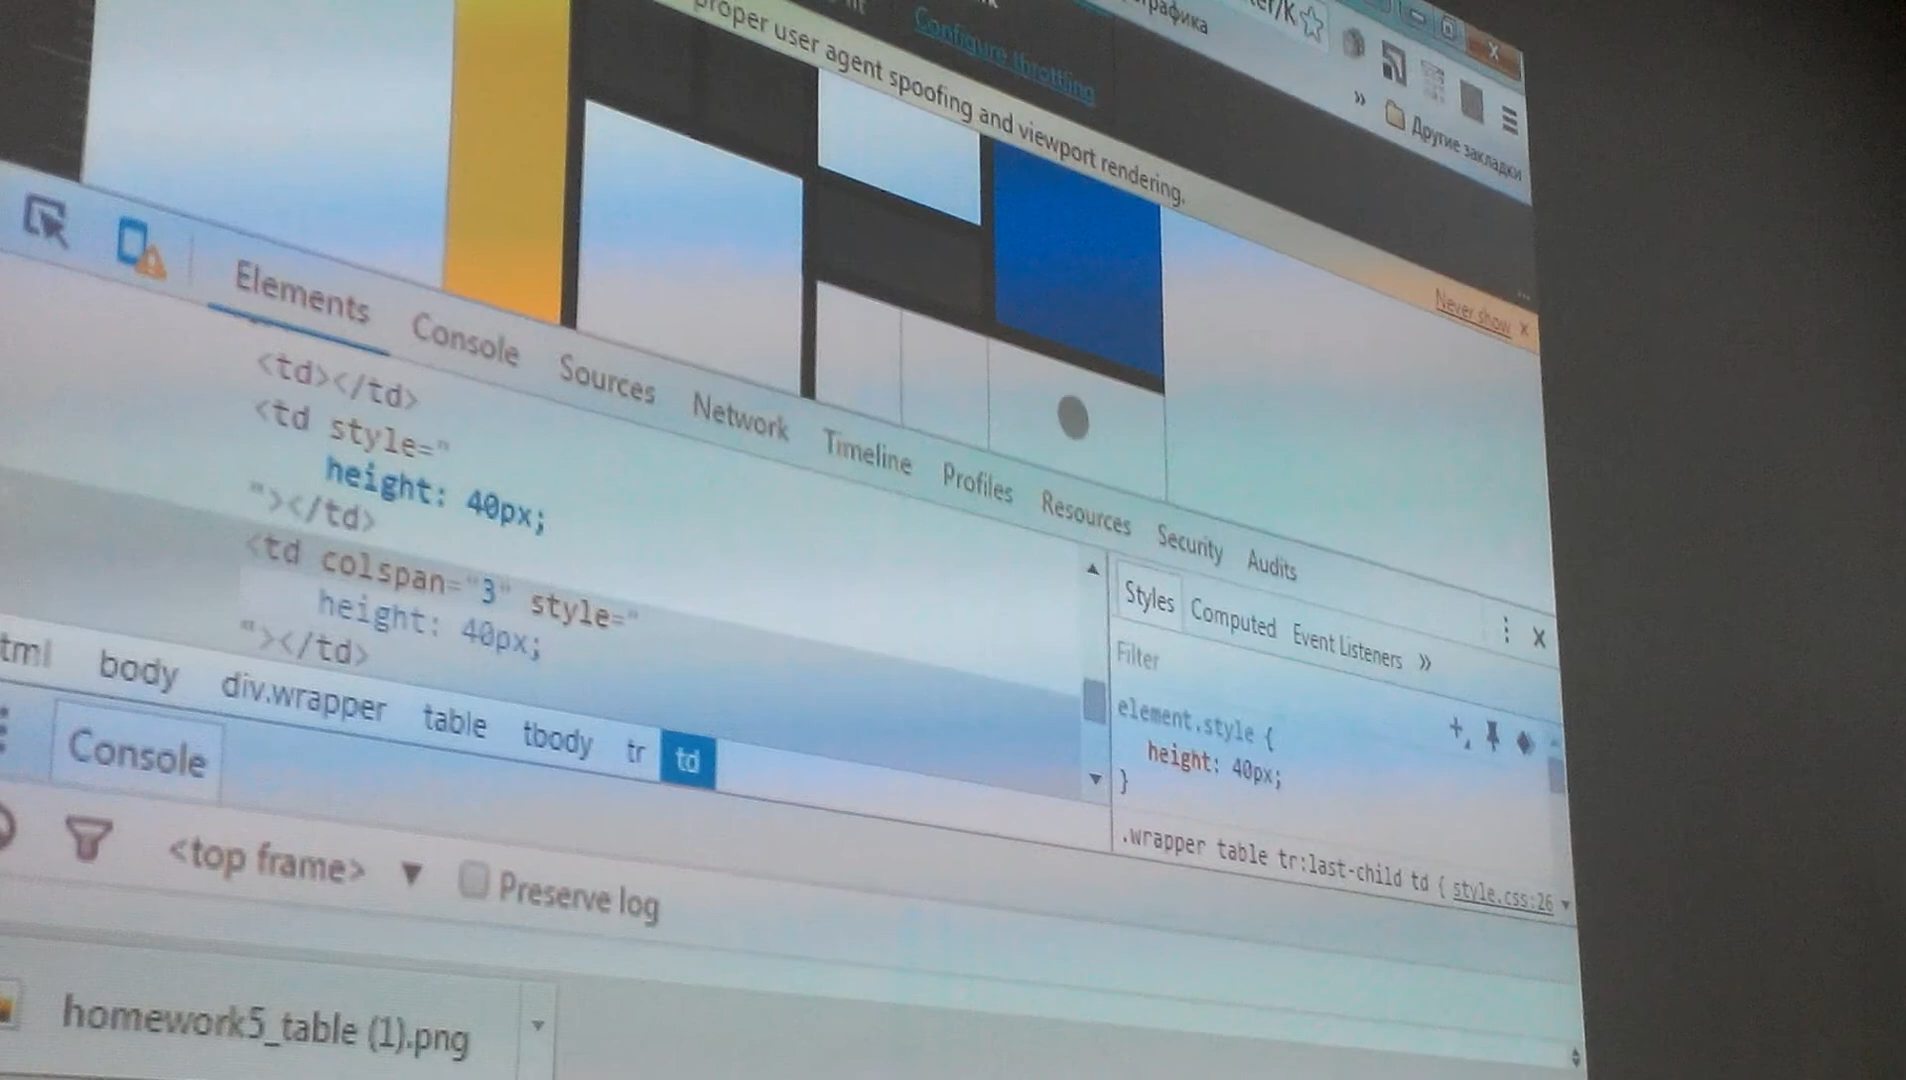 Configure throttling
proper user agent spoofing and viewport rendering.
Другие закладки
Never show
Elements Console Sources Network Timeline Profiles Resources Security Audits
<td></td>
<td style="
height: 40px;
"></td>
<td colspan="3" style="
height: 40px;
"></td>
body div.wrapper table tbody tr td
Styles Computed Event Listeners »
Filter
element.style {
height: 40px;
}
.wrapper table tr:last-child td { style.css:26
Console
<top frame> ▼ Preserve log
homework5_table (1).png